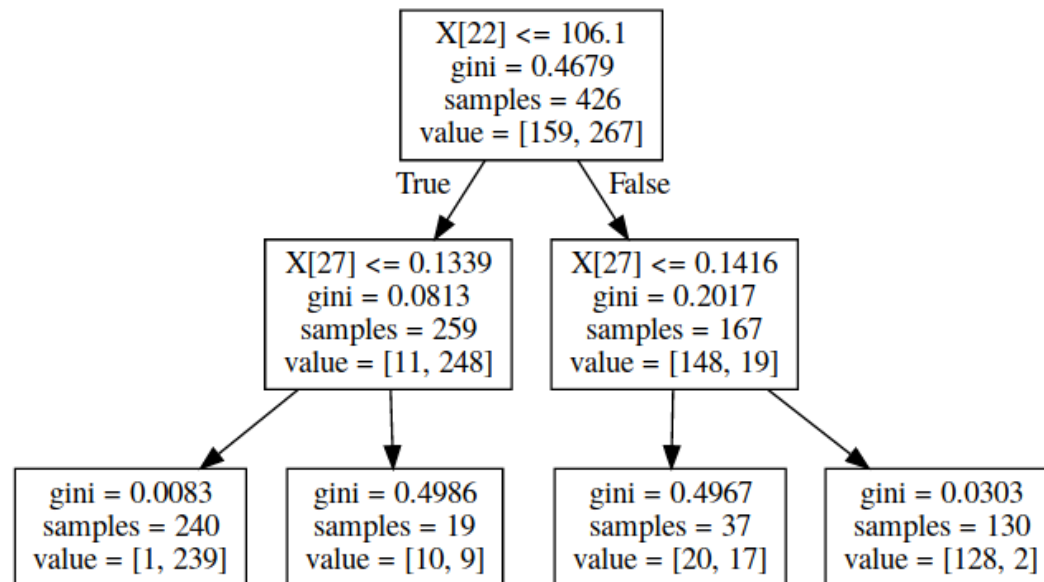 X[22] <= 106.1
gini = 0.4679
samples = 426
value = [159, 267]
True
False
X[27] <= 0.1339
gini = 0.0813
samples = 259
value = [11, 248]
X[27] <= 0.1416
gini = 0.2017
samples = 167
value = [148, 19]
gini = 0.0083
samples = 240
value = [1, 239]
gini = 0.4986
samples = 19
value = [10, 9]
gini = 0.4967
samples = 37
value = [20, 17]
gini = 0.0303
samples = 130
value = [128, 2]